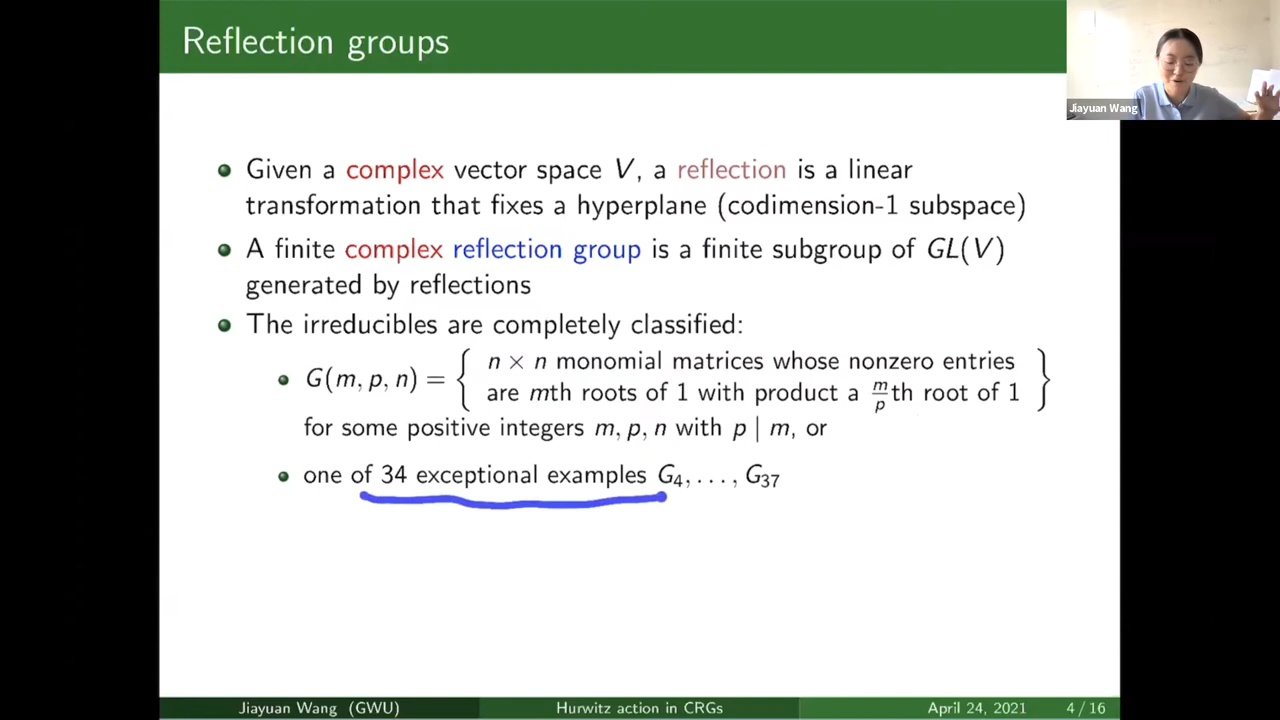 Reflection groups
Jiayuan Wang
Given a complex vector space V, a reflection is a linear
transformation that fixes a hyperplane (codimension-1 subspace)
A finite complex reflection group is a finite subgroup of GL(V)
generated by reflections
The irreducibles are completely classified:
G(m, p, n) = { n × n monomial matrices whose nonzero entries
are mth roots of 1 with product a m/p th root of 1 }
for some positive integers m, p, n with p | m, or
one of 34 exceptional examples G₄, . . . , G₃₇
Jiayuan Wang (GWU) Hurwitz action in CRGs April 24, 2021 4 / 16